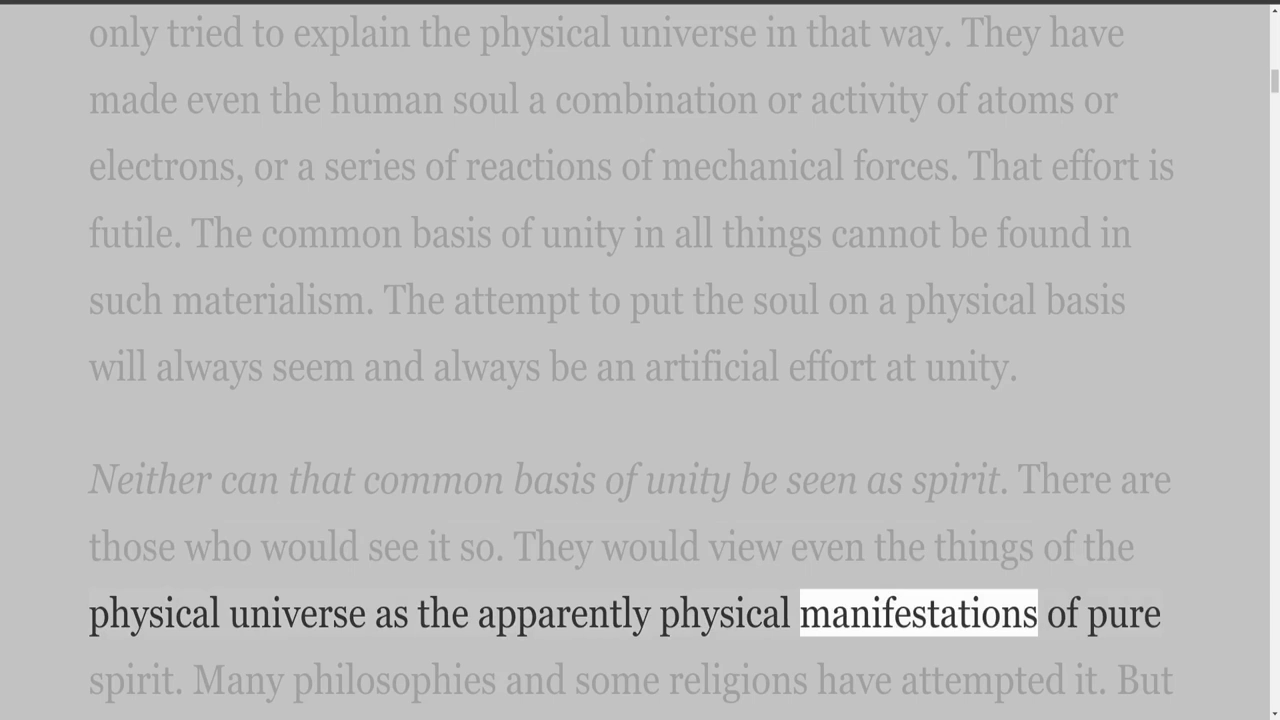 only tried to explain the physical universe in that way. They have
made even the human soul a combination or activity of atoms or
electrons, or a series of reactions of mechanical forces. That effort is
futile. The common basis of unity in all things cannot be found in
such materialism. The attempt to put the soul on a physical basis
will always seem and always be an artificial effort at unity.
Neither can that common basis of unity be seen as spirit. There are
those who would see it so. They would view even the things of the
physical universe as the apparently physical manifestations of pure
spirit. Many philosophies and some religions have attempted it. But